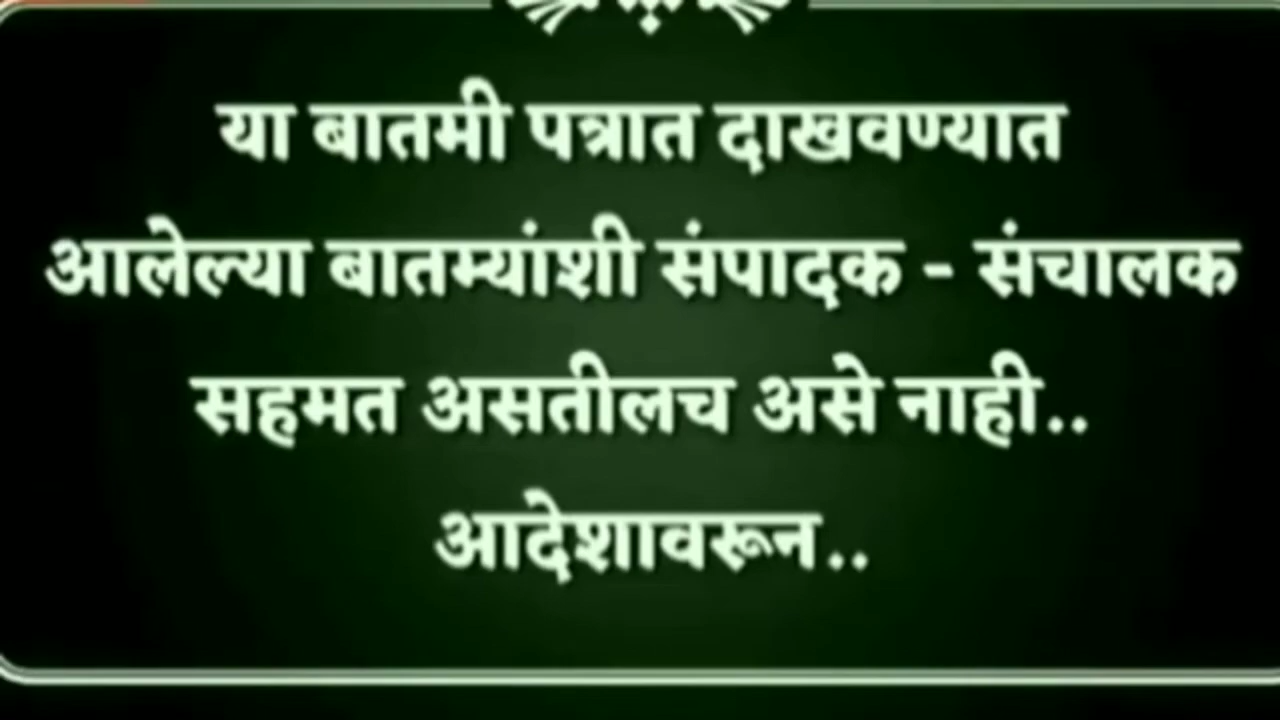 या बातमी पत्रात दाखवण्यात
आलेल्या बातम्यांशी संपादक - संचालक
सहमत असतीलच असे नाही..
आदेशावरून..